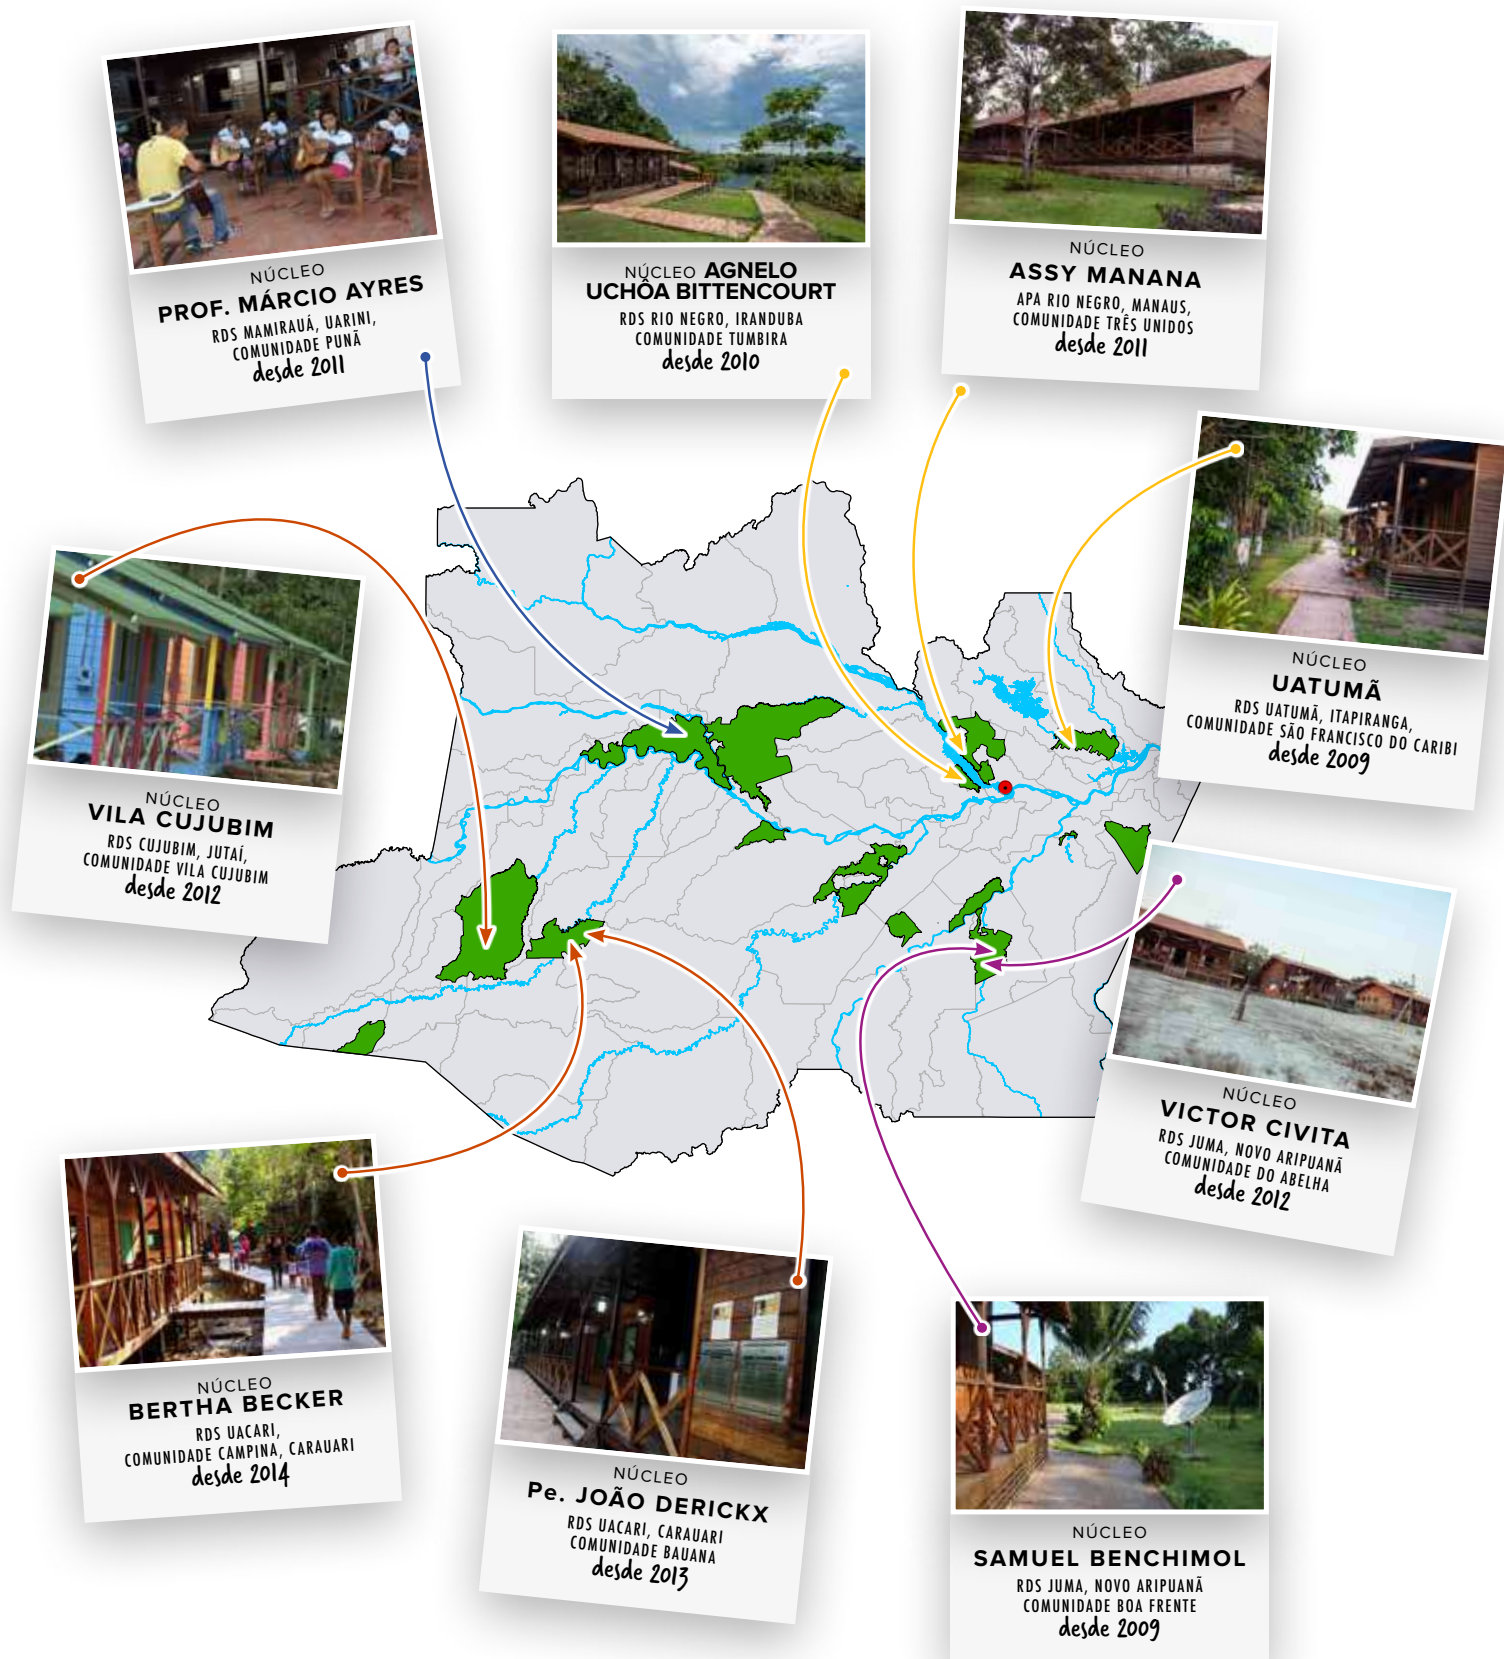 NÚCLEO
PROF. MÁRCIO AYRES
RDS MAMIRAUÁ, UARINI,
COMUNIDADE PUNÃ
desde 2011
NÚCLEO AGNELO
UCHÔA BITTENCOURT
RDS RIO NEGRO, IRANDUBA
COMUNIDADE TUMBIRA
desde 2010
NÚCLEO
ASSY MANANA
APA RIO NEGRO, MANAUS,
COMUNIDADE TRÊS UNIDOS
desde 2011
NÚCLEO
UATUMÃ
RDS UATUMÃ, ITAPIRANGA,
COMUNIDADE SÃO FRANCISCO DO CARIBI
desde 2009
NÚCLEO
VILA CUJUBIM
RDS CUJUBIM, JUTAÍ,
COMUNIDADE VILA CUJUBIM
desde 2012
NÚCLEO
VICTOR CIVITA
RDS JUMA, NOVO ARIPUANÃ
COMUNIDADE DO ABELHA
desde 2012
NÚCLEO
BERTHA BECKER
RDS UACARI,
COMUNIDADE CAMPINA, CARAUARI
desde 2014
NÚCLEO
Pe. JOÃO DERICKX
RDS UACARI, CARAUARI
COMUNIDADE BAUANA
desde 2013
NÚCLEO
SAMUEL BENCHIMOL
RDS JUMA, NOVO ARIPUANÃ
COMUNIDADE BOA FRENTE
desde 2009